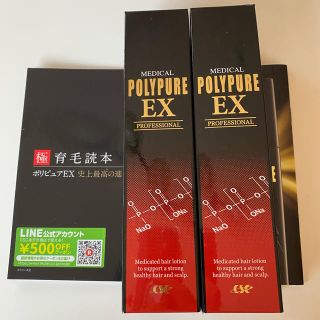 極 育毛読本
ポリピュアEX 史上最高の進
LINE公式アカウント
¥500OFF
MEDICAL
POLYPURE
EX
PROFESSIONAL
O O
P O P O
ONa
NaO
Medicated hair lotion
to support a strong
healthy hair and scalp.
CSC
MEDICAL
POLYPURE
EX
PROFESSIONAL
O O
P O P O
ONa
NaO
Medicated hair lotion
to support a strong
healthy hair and scalp.
CSC
E